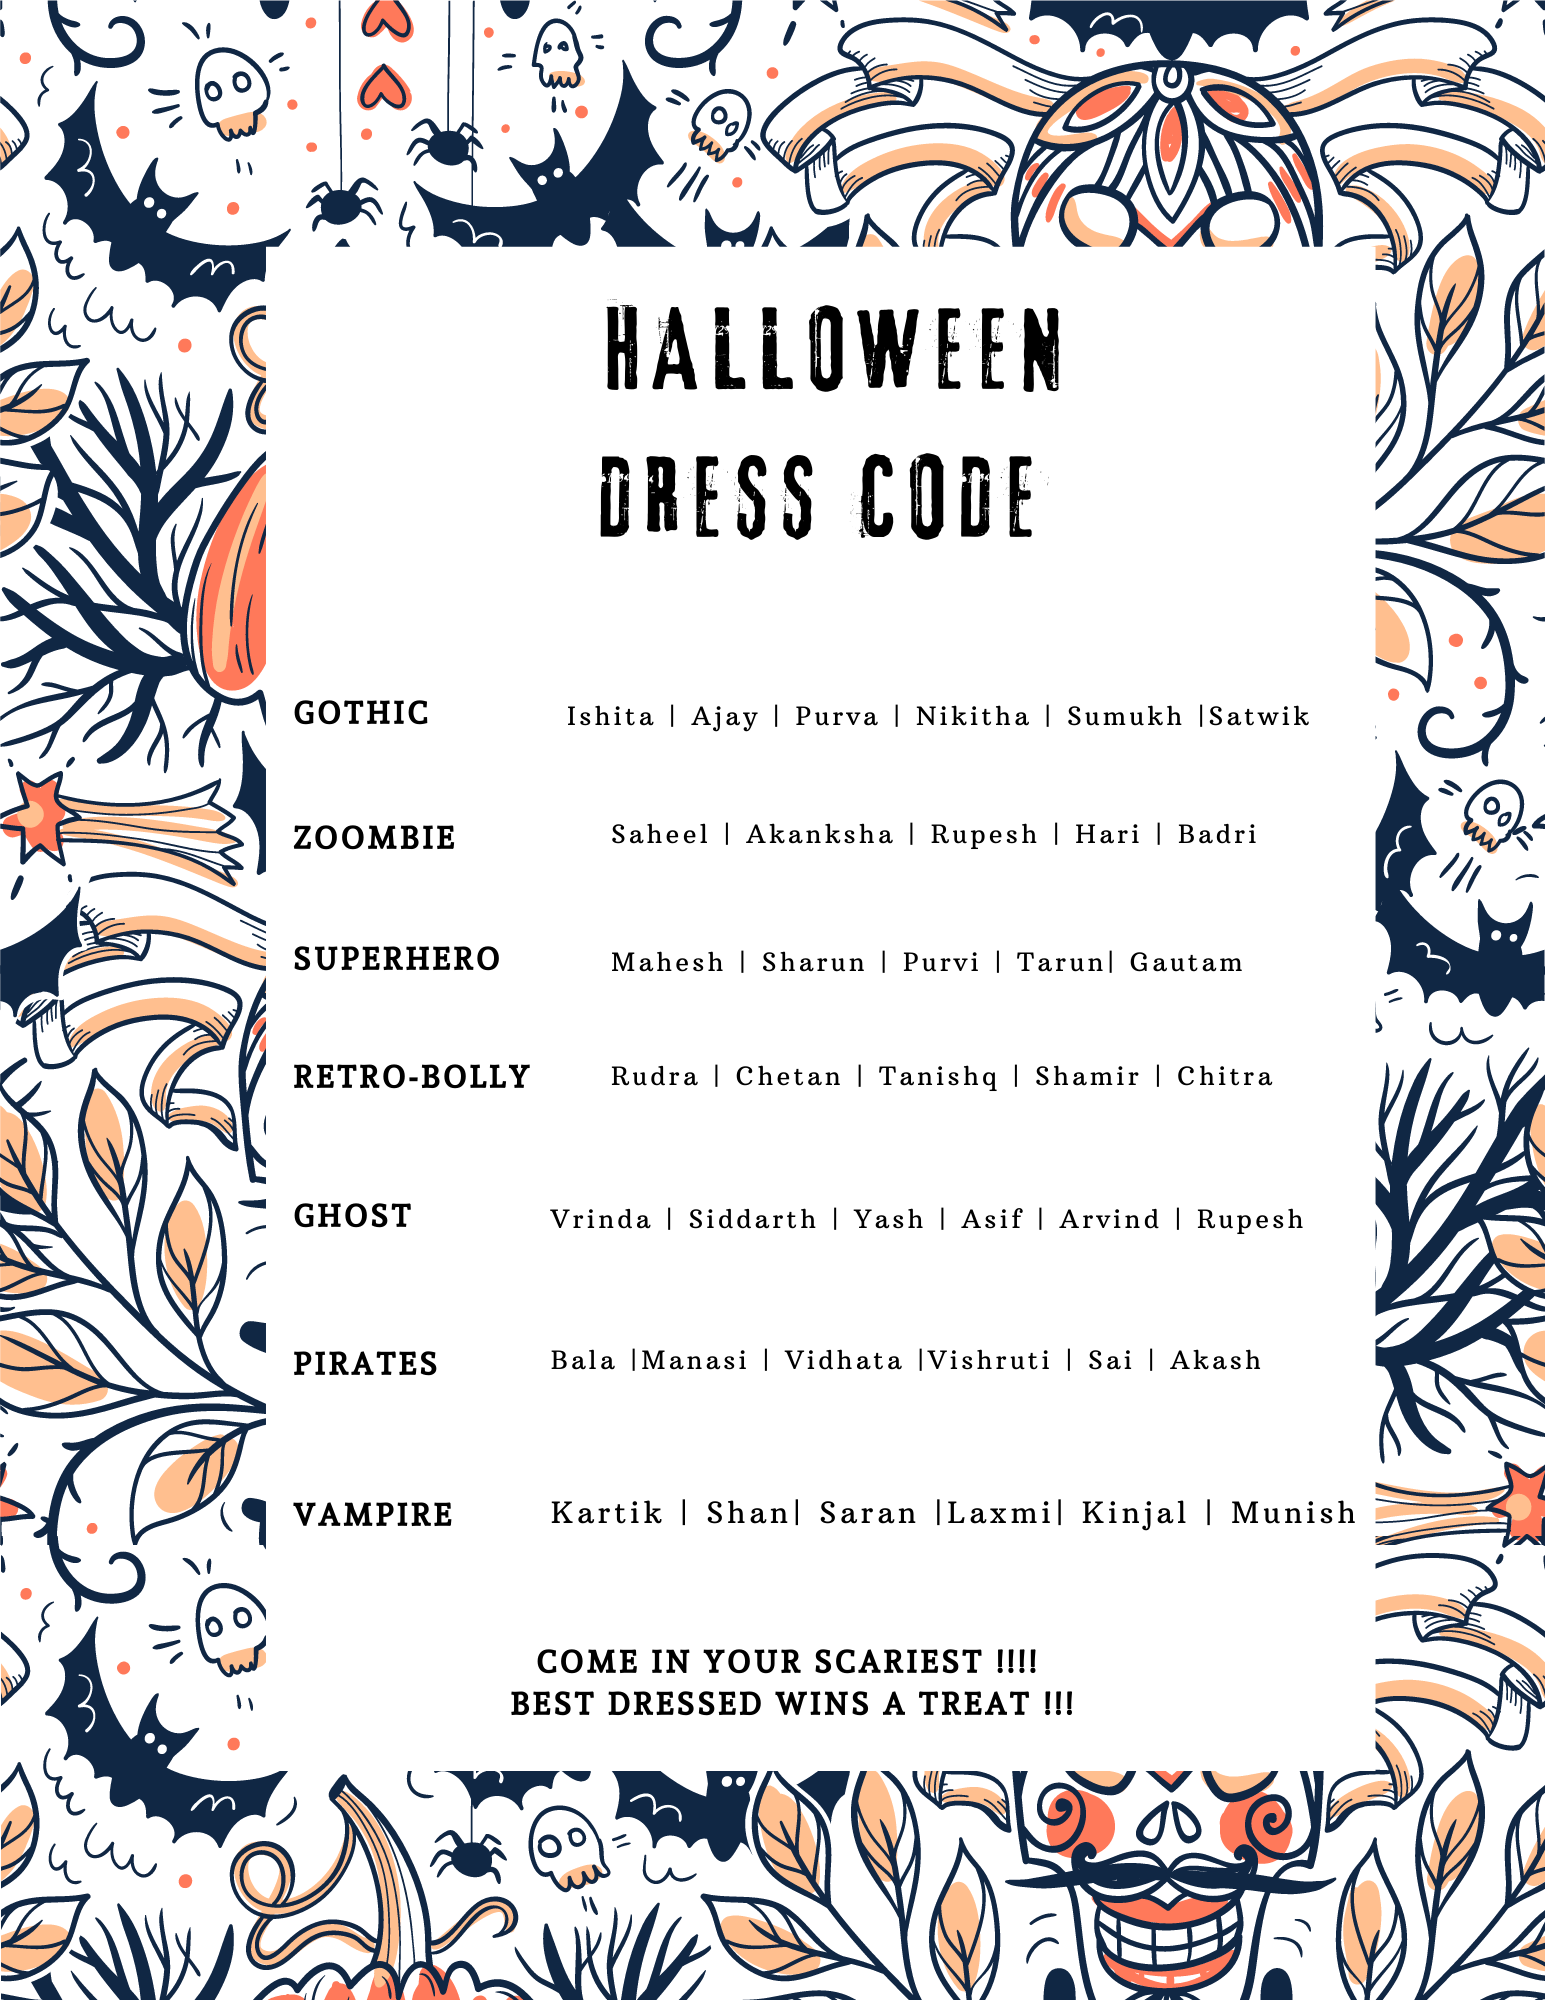 HALLOWEEN
DRESS CODE
GOTHIC Ishita | Ajay | Purva | Nikitha | Sumukh |Satwik
ZOOMBIE Saheel | Akanksha | Rupesh | Hari | Badri
SUPERHERO Mahesh | Sharun | Purvi | Tarun| Gautam
RETRO-BOLLY Rudra | Chetan | Tanishq | Shamir | Chitra
GHOST Vrinda | Siddarth | Yash | Asif | Arvind | Rupesh
PIRATES Bala |Manasi | Vidhata |Vishruti | Sai | Akash
VAMPIRE Kartik | Shan| Saran |Laxmi| Kinjal | Munish
COME IN YOUR SCARIEST !!!!
BEST DRESSED WINS A TREAT !!!